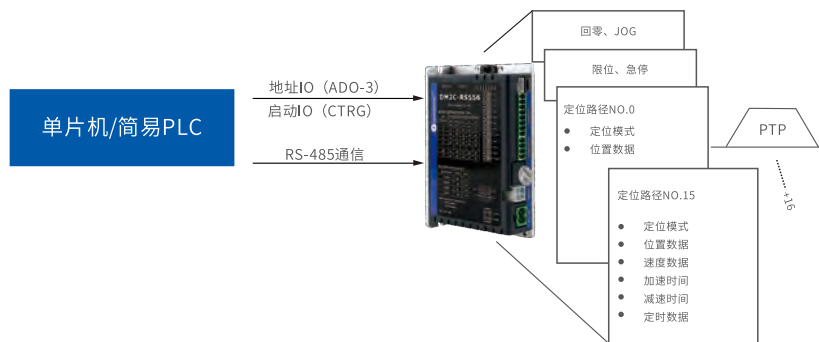 回零、JOG
限位、急停
地址IO（ADO-3）
启动IO（CTRG）
单片机/简易PLC
RS-485通信
DM2C-RS556
定位路径NO.0
● 定位模式
● 位置数据
PTP
+16
定位路径NO.15
● 定位模式
● 位置数据
● 速度数据
● 加速时间
● 减速时间
● 定时数据